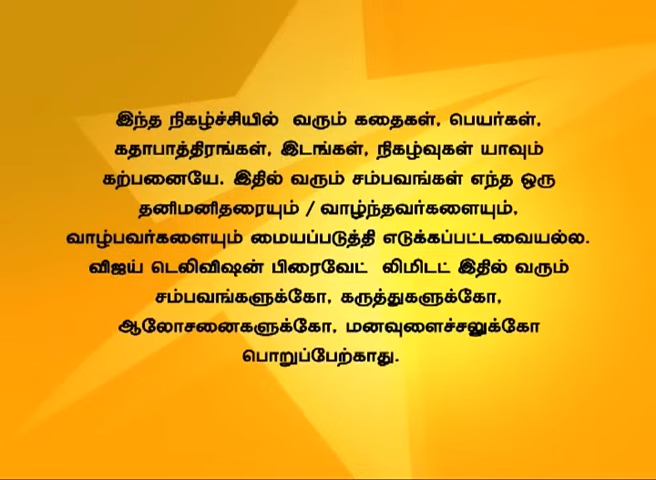 இந்த நிகழ்ச்சியில் வரும் கதைகள், பெயர்கள்,
கதாபாத்திரங்கள், இடங்கள், நிகழ்வுகள் யாவும்
கற்பனையே. இதில் வரும் சம்பவங்கள் எந்த ஒரு
தனிமனிதரையும் / வாழ்ந்தவர்களையும்,
வாழ்பவர்களையும் மையப்படுத்தி எடுக்கப்பட்டவையல்ல.
விஜய் டெலிவிஷன் பிரைவேட் லிமிடட் இதில் வரும்
சம்பவங்களுக்கோ, கருத்துகளுக்கோ,
ஆலோசனைகளுக்கோ, மனவுளைச்சலுக்கோ
பொறுப்பேற்காது.